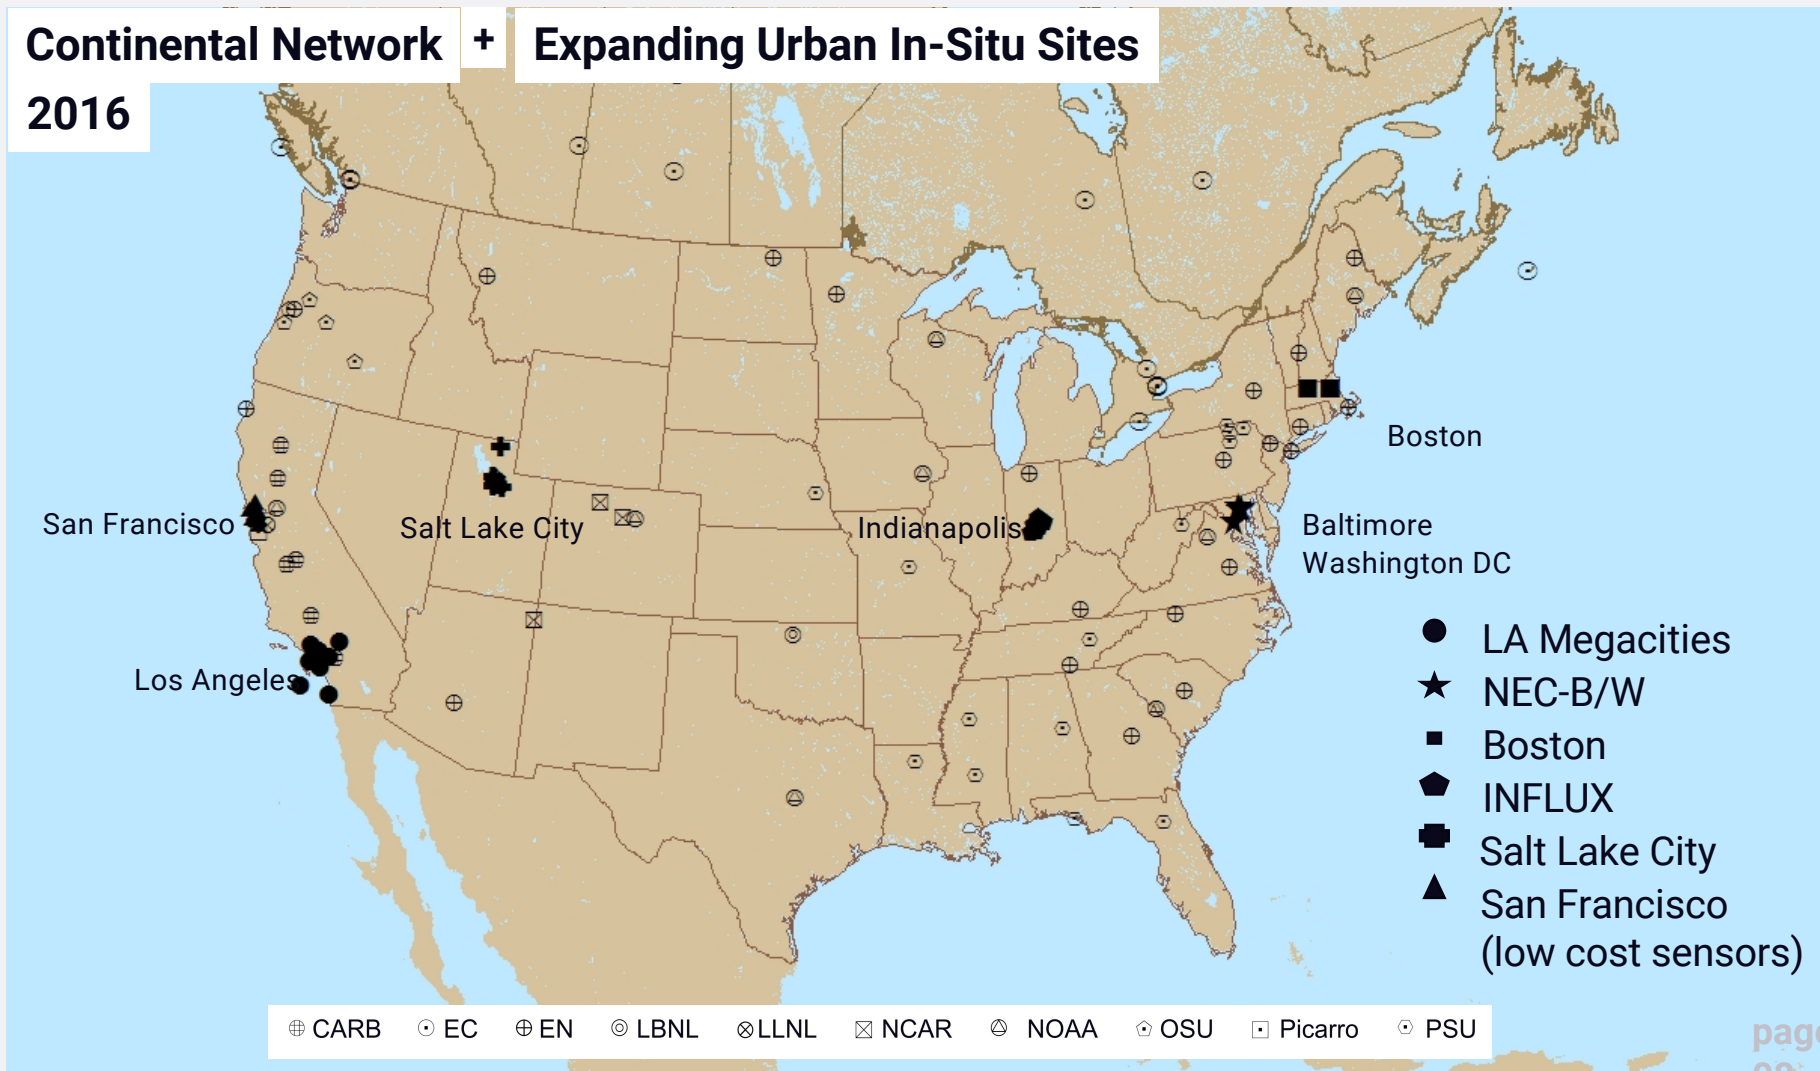 Continental Network + Expanding Urban In-Situ Sites
2016
Boston
San Francisco
Salt Lake City
Indianapolis
Baltimore
Washington DC
Los Angeles
LA Megacities
NEC-B/W
Boston
INFLUX
Salt Lake City
San Francisco
(low cost sensors)
CARB EC EN LBNL LLNL NCAR NOAA OSU Picarro PSU